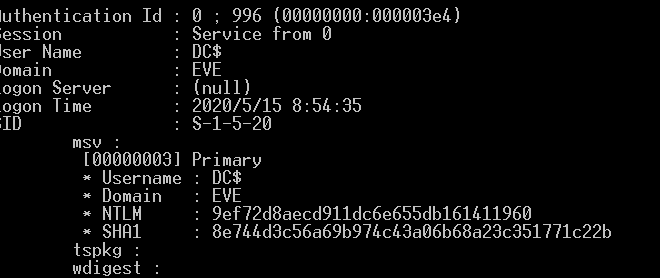 Authentication Id : 0 ; 996 (00000000:000003e4)
Session : Service from 0
User Name : DC$
Domain : EVE
Logon Server : (null)
Logon Time : 2020/5/15 8:54:35
SID : S-1-5-20
msv :
[00000003] Primary
* Username : DC$
* Domain : EVE
* NTLM : 9ef72d8aecd911dc6e655db161411960
* SHA1 : 8e744d3c56a69b974c43a06b68a23c351771c22b
tspkg :
wdigest :